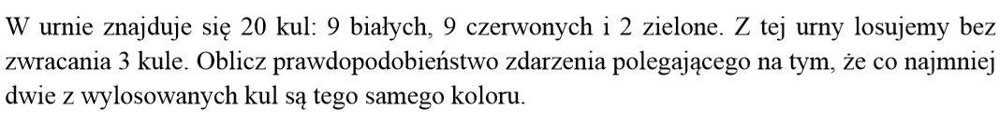 W urnie znajduje się 20 kul: 9 białych, 9 czerwonych i 2 zielone. Z tej urny losujemy bez
zwracania 3 kule. Oblicz prawdopodobieństwo zdarzenia polegającego na tym, że co najmniej
dwie z wylosowanych kul są tego samego koloru.